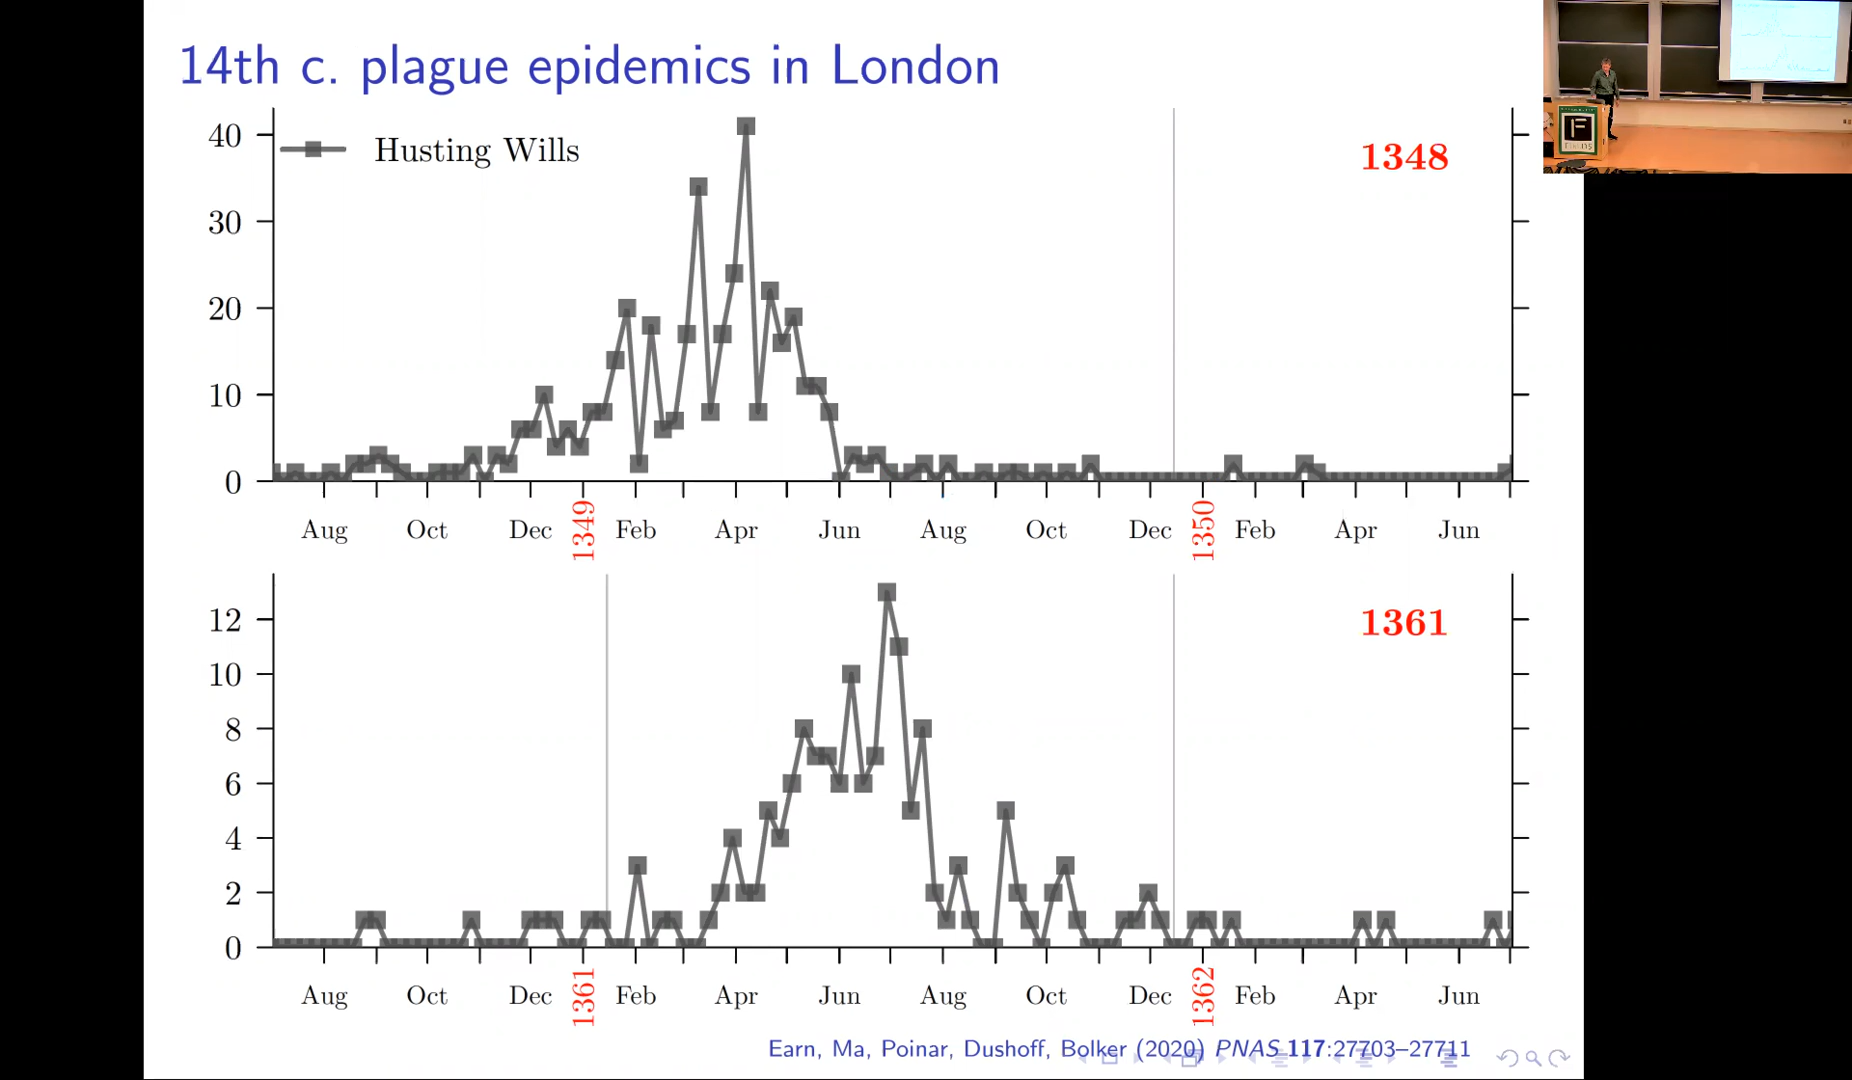 14th c. plague epidemics in London
Husting Wills
1348
40
30
20
10
0
Aug Oct Dec 1349 Feb Apr Jun Aug Oct Dec 1350 Feb Apr Jun
1361
12
10
8
6
4
2
0
Aug Oct Dec 1361 Feb Apr Jun Aug Oct Dec 1362 Feb Apr Jun
Earn, Ma, Poinar, Dushoff, Bolker (2020) PNAS 117:27703–27711
F
FIELDS